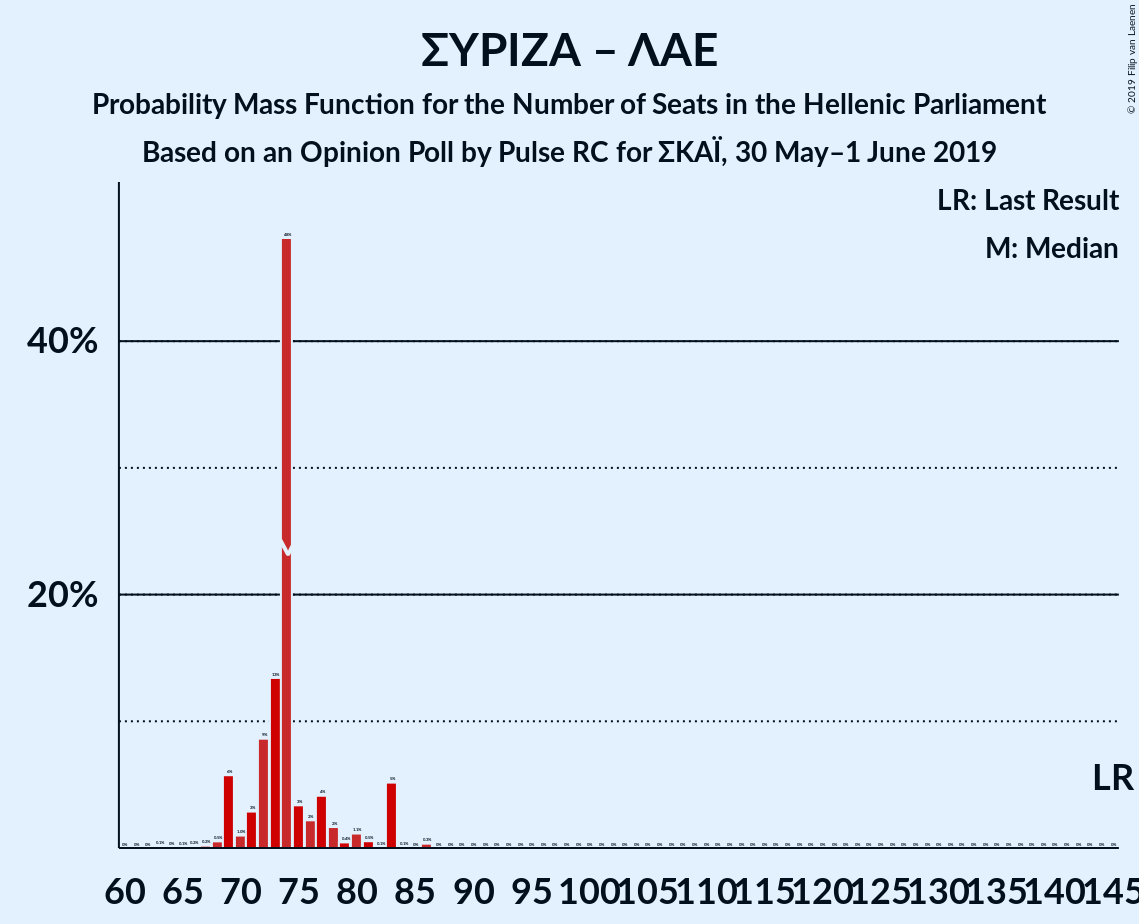 ΣΥΡΙΖΑ – ΛΑΕ
Probability Mass Function for the Number of Seats in the Hellenic Parliament
Based on an Opinion Poll by Pulse RC for ΣΚΑΪ, 30 May–1 June 2019
© 2019 Filip van Laenen
LR: Last Result
M: Median
40%
20%
LR
60 65 70 75 80 85 90 95 100 105 110 115 120 125 130 135 140 145